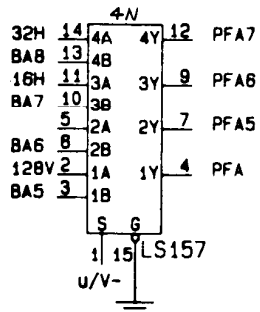 4N
32H 14 4A 4Y 12 PFA7
BA8 13 4B
16H 11 3A 3Y 9 PFA6
BA7 10 3B
5 2A 2Y 7 PFA5
BA6 6 2B
128V 2 1A 1Y 4 PFA
BA5 3 1B
S G
1 15 LS157
u/V-